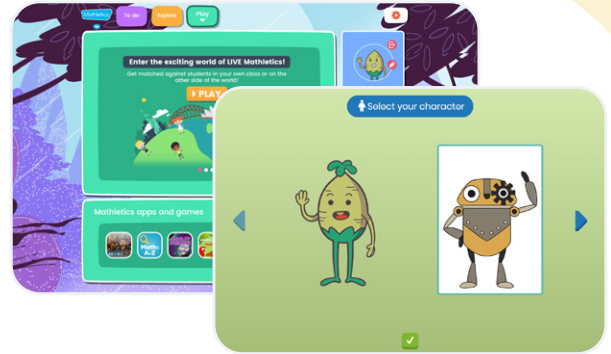 Mathletics
To do
Explore
Play
Enter the exciting world of LIVE Mathletics!
Get matched against students in your own class or on the
other side of the world!
PLAY
Mathletics apps and games
Maths
A-Z
Select your character